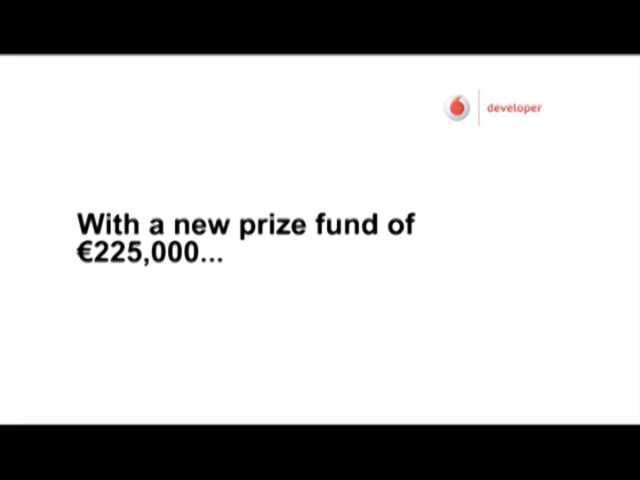 developer
With a new prize fund of
€225,000...